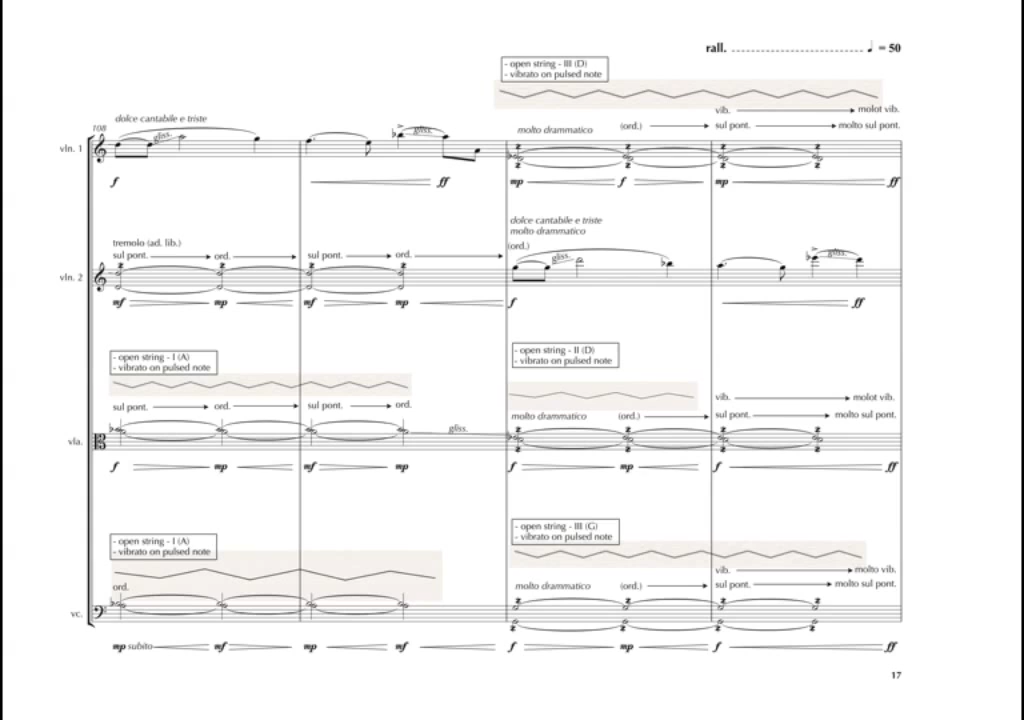 rall. ♩ = 50
- open string - III (D)
- vibrato on pulsed note
vib. molot vib.
108
dolce cantabile e triste
molto drammatico (ord.) sul pont. molto sul pont.
gliss. gliss.
vln. 1
f ff mp f mp ff
dolce cantabile e triste
molto drammatico
tremolo (ad. lib.)
(ord.)
sul pont. ord. sul pont. ord.
gliss. gliss.
vln. 2
mf mp mf mp f ff
- open string - I (A)
- vibrato on pulsed note
- open string - II (D)
- vibrato on pulsed note
vib. molot vib.
sul pont. ord. sul pont. ord.
molto drammatico (ord.) sul pont. molto sul pont.
gliss.
vla.
f mp mf mp f mp f ff
- open string - I (A)
- vibrato on pulsed note
- open string - III (G)
- vibrato on pulsed note
vib. molto vib.
ord.
molto drammatico (ord.) sul pont. molto sul pont.
vc.
mp subito mf mp mf f mp f ff
17